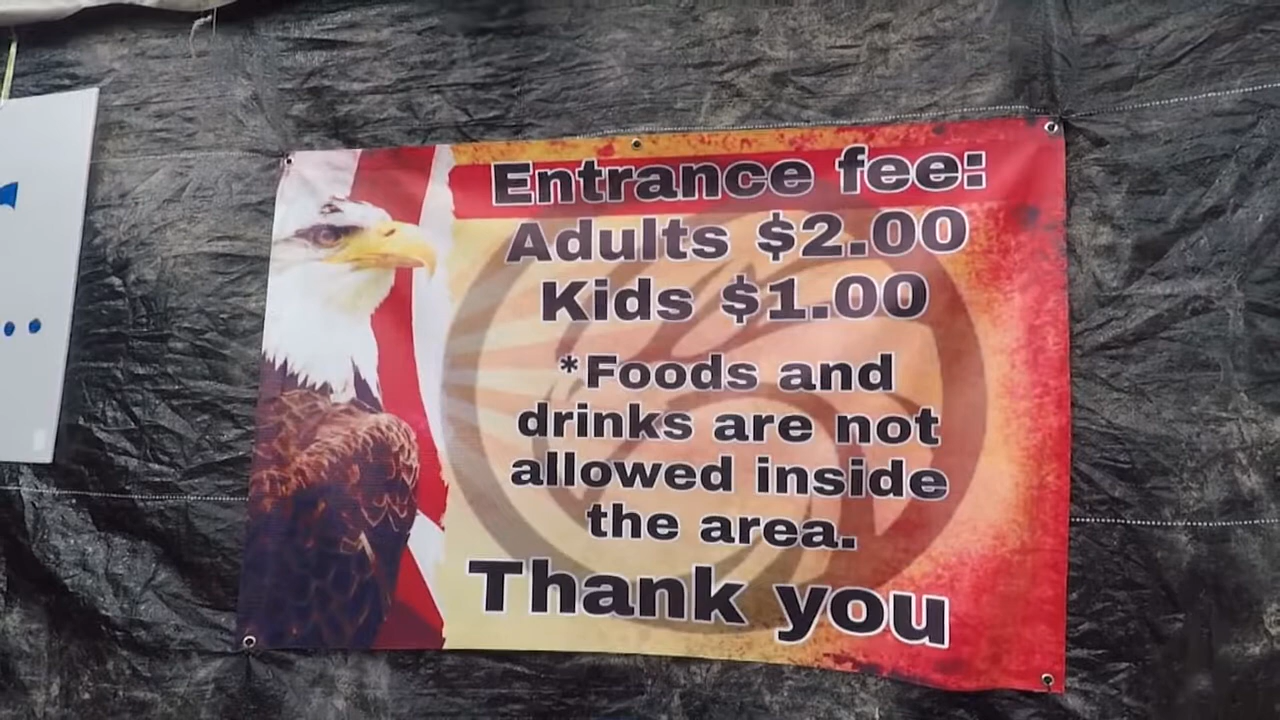 Entrance fee:
Adults $2.00
Kids $1.00
*Foods and
drinks are not
allowed inside
the area.
Thank you